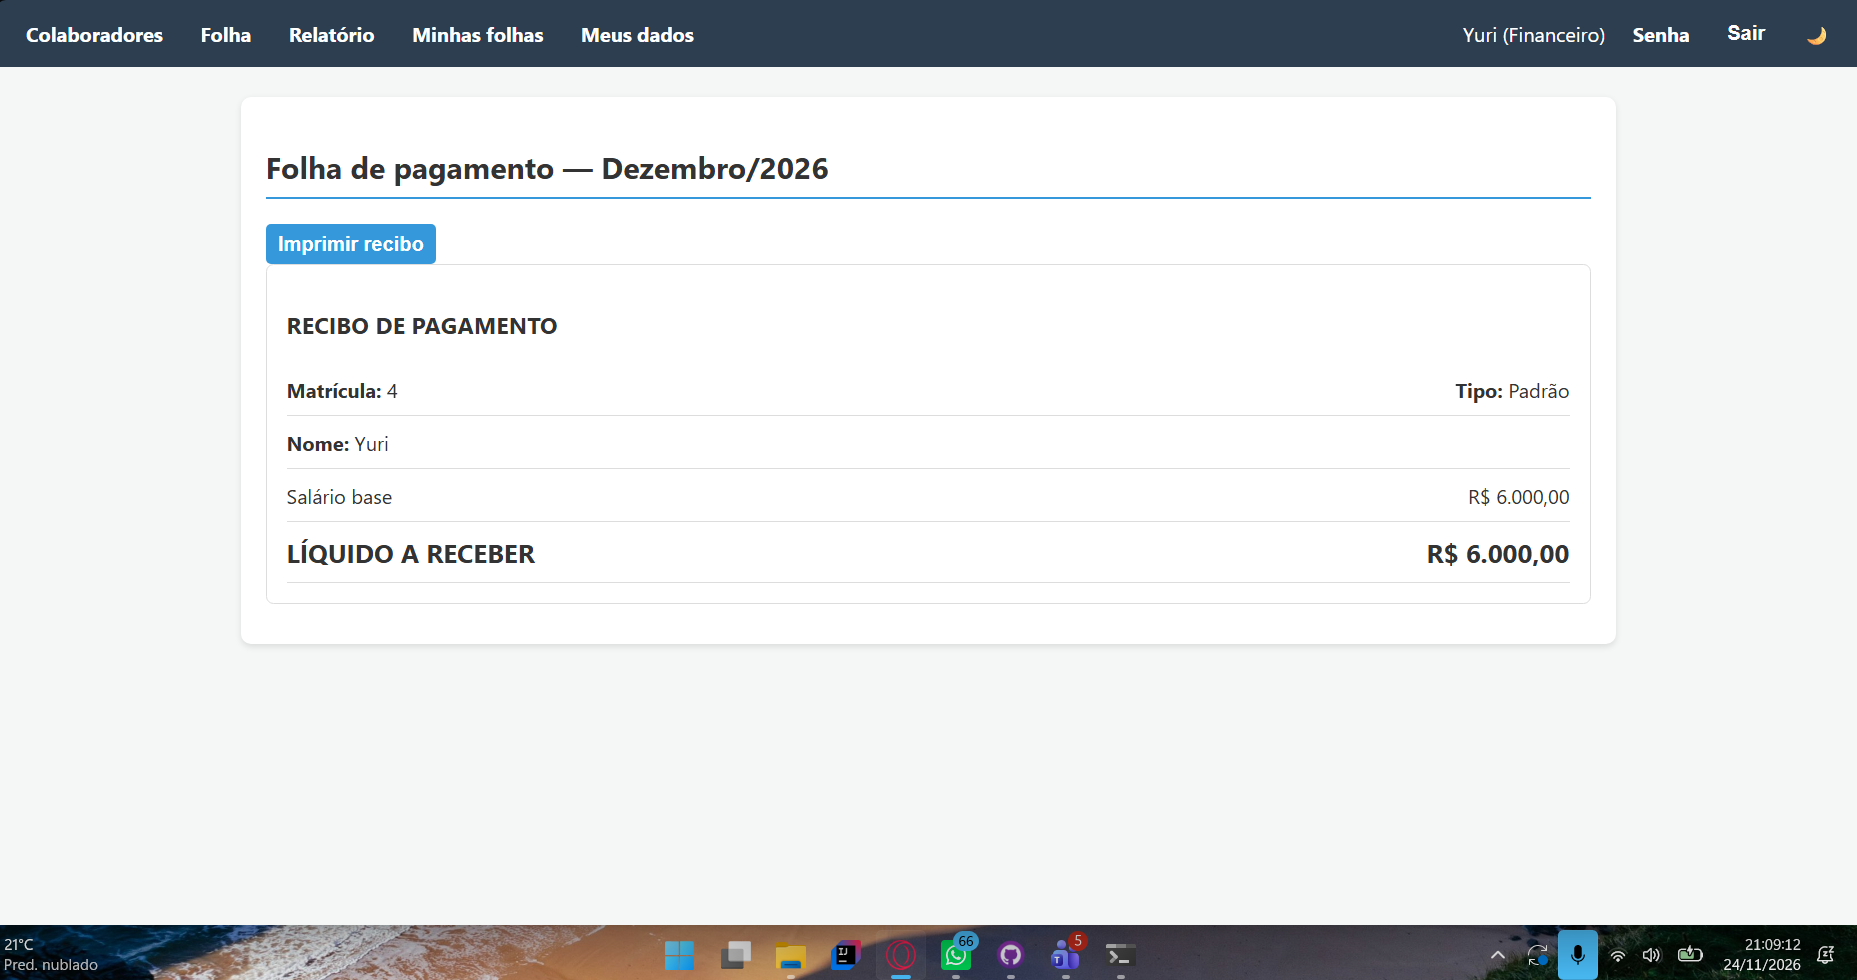 Colaboradores Folha Relatório Minhas folhas Meus dados Yuri (Financeiro) Senha Sair
Folha de pagamento — Dezembro/2026
Imprimir recibo
RECIBO DE PAGAMENTO
Matrícula: 4 Tipo: Padrão
Nome: Yuri
Salário base R$ 6.000,00
LÍQUIDO A RECEBER R$ 6.000,00
21°C
Pred. nublado
IJ
66
T
5
21:09:12
24/11/2026